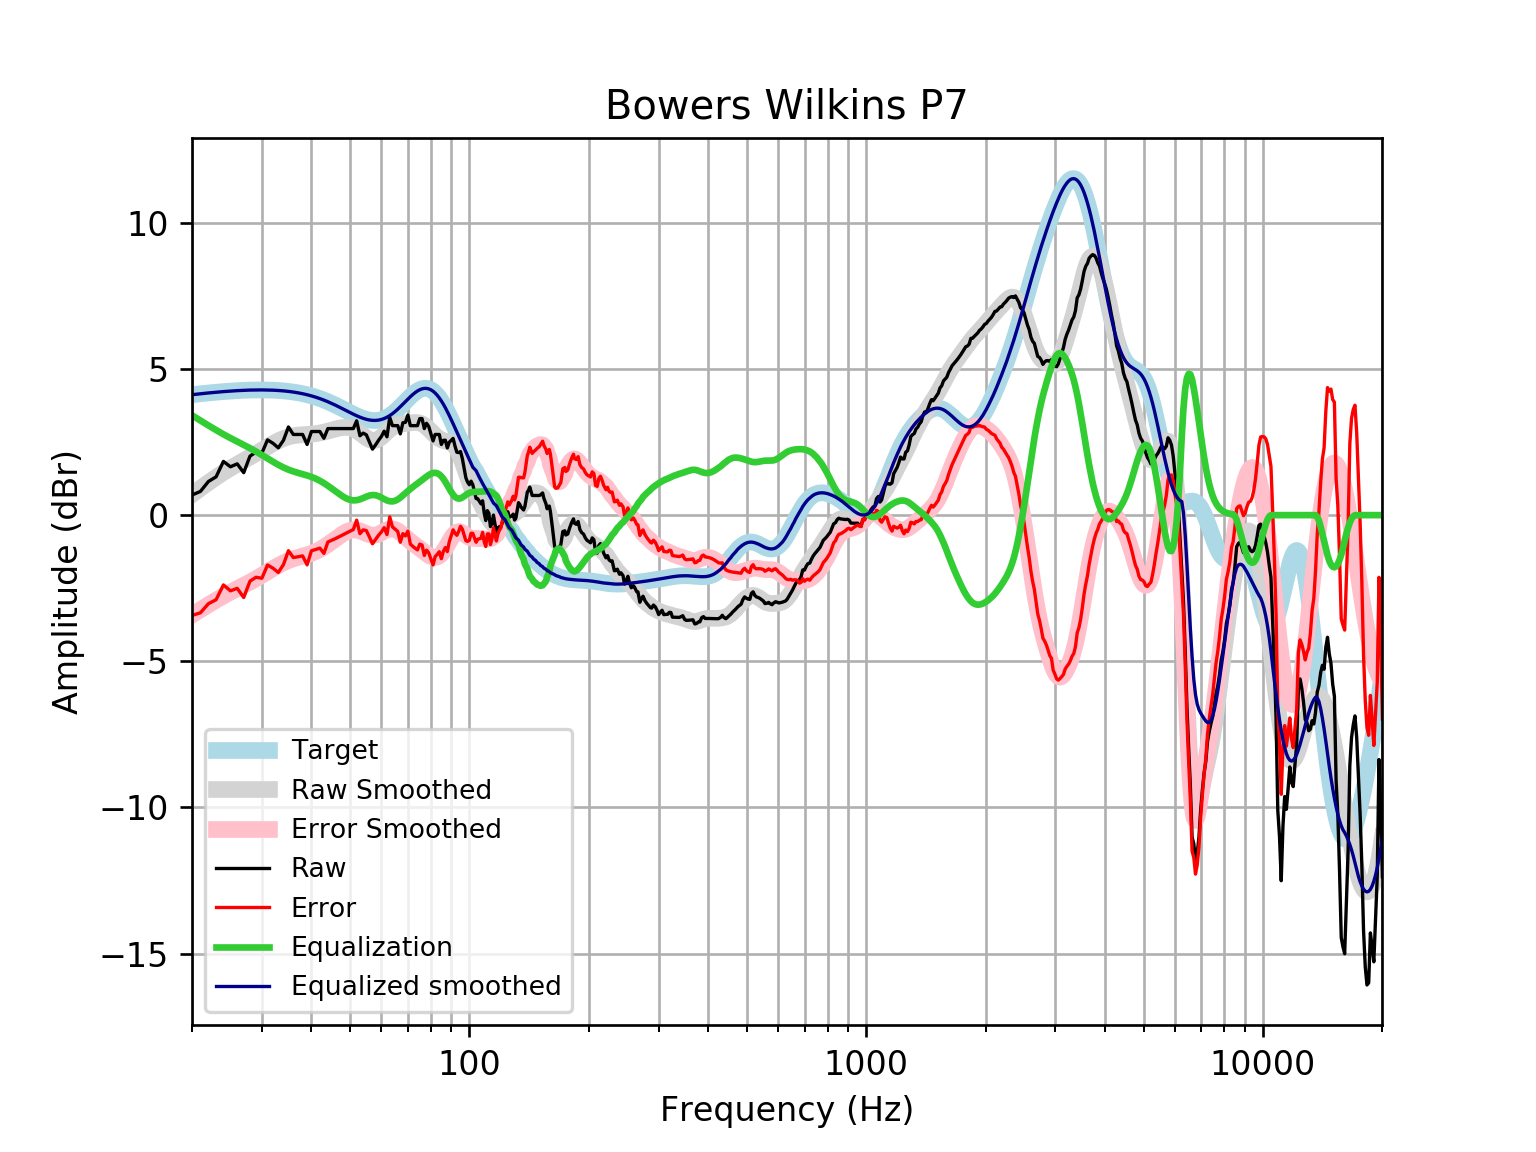 Bowers Wilkins P7
Amplitude (dBr)
10
5
0
−5
−10
−15
Target
Raw Smoothed
Error Smoothed
Raw
Error
Equalization
Equalized smoothed
100
1000
10000
Frequency (Hz)